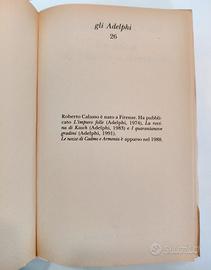 gli Adelphi
26
Roberto Calasso è nato a Firenze. Ha pubbli-
cato L'impuro folle (Adelphi, 1974), La rovi-
na di Kasch (Adelphi, 1983) e I quarantanove
gradini (Adelphi, 1991).
Le nozze di Cadmo e Armonia è apparso nel 1988.
subito